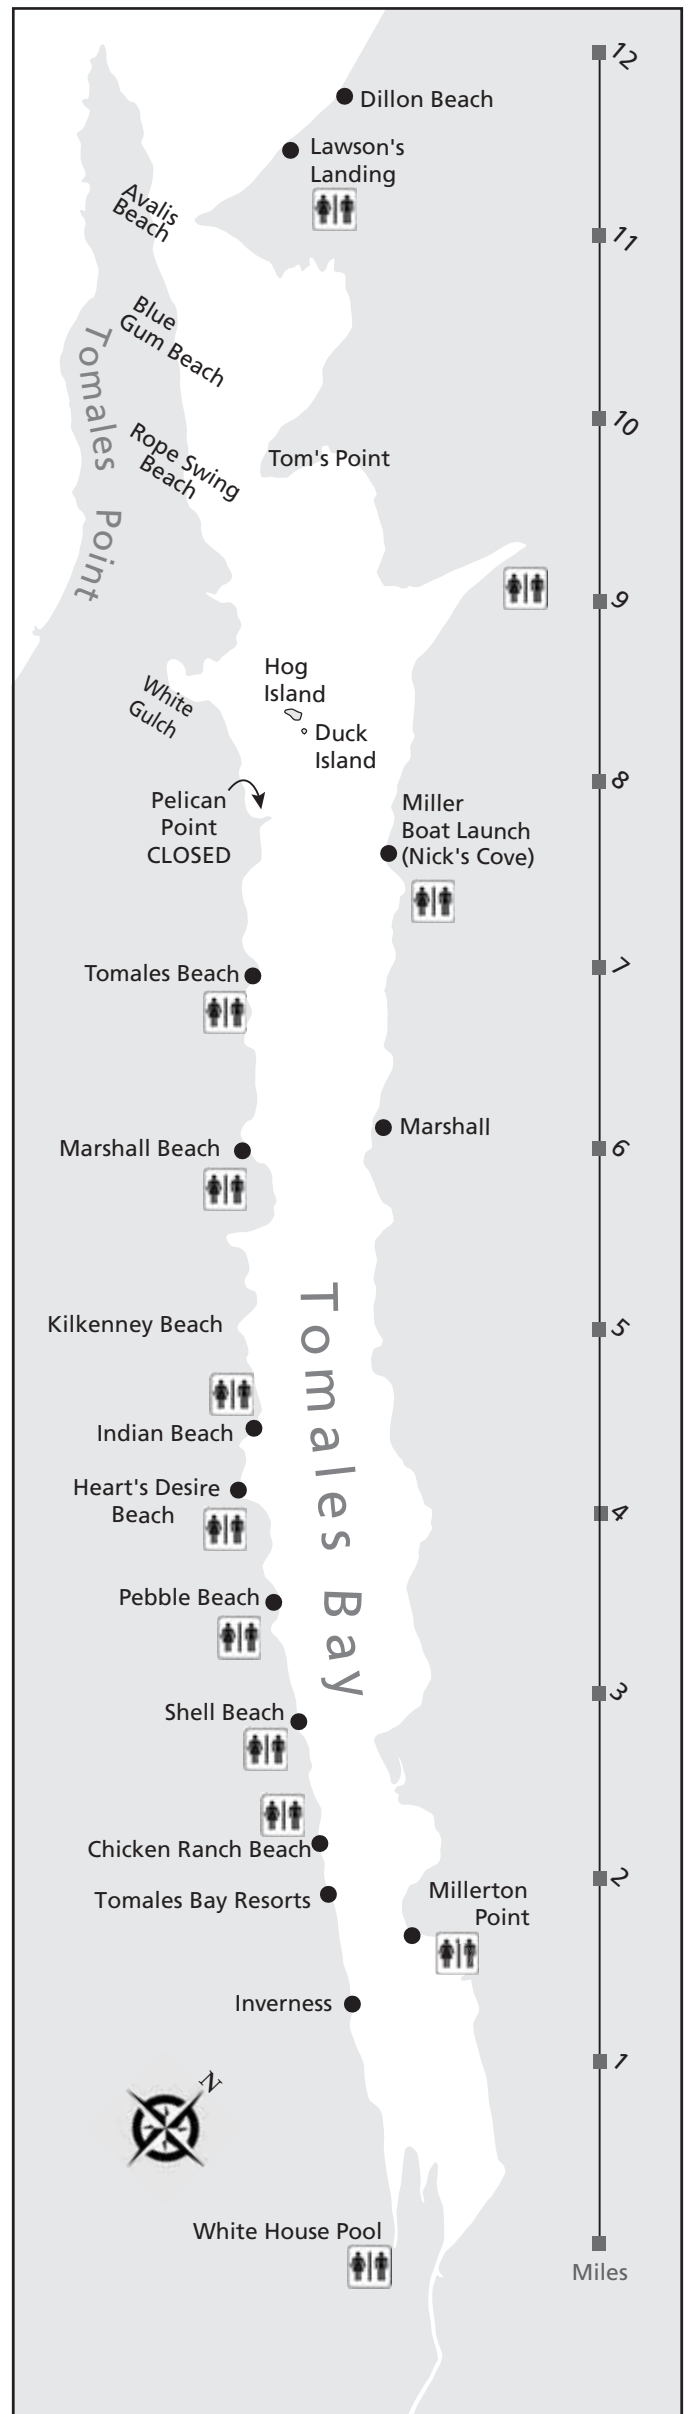 12
Dillon Beach
Lawson's
Landing
Avalis
Beach
11
Blue
Gum Beach
Tomales Point
10
Rope Swing
Beach
Tom's Point
9
Hog
Island
White
Gulch
Duck
Island
8
Pelican
Point
CLOSED
Miller
Boat Launch
(Nick's Cove)
7
Tomales Beach
Marshall
6
Marshall Beach
Tomales Bay
Kilkenney Beach
5
Indian Beach
Heart's Desire
Beach
4
Pebble Beach
3
Shell Beach
Chicken Ranch Beach
2
Tomales Bay Resorts
Millerton
Point
Inverness
1
N
White House Pool
Miles